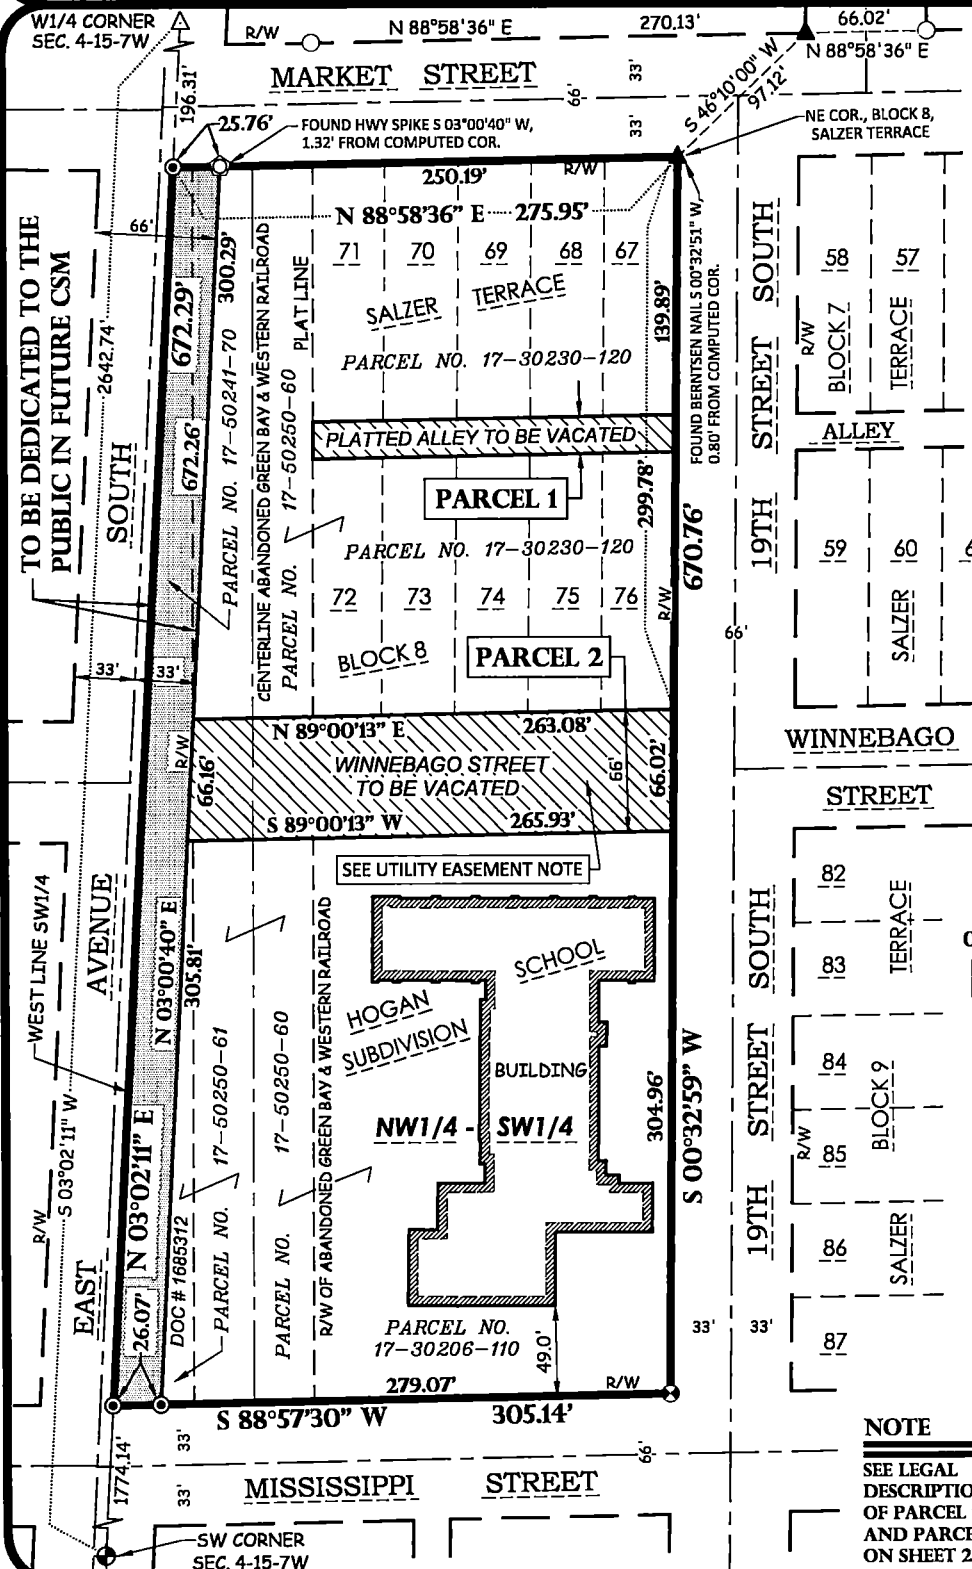 W1/4 CORNER
SEC. 4-15-7W
R/W
N 88°58'36" E
270.13'
66.02'
N 88°58'36" E
MARKET STREET
66'
33'
33'
S 46°10'00" W
97.12'
196.31'
25.76'
FOUND HWY SPIKE S 03°00'40" W,
1.32' FROM COMPUTED COR.
NE COR., BLOCK 8,
SALZER TERRACE
250.19'
R/W
N 88°58'36" E 275.95'
66'
TO BE DEDICATED TO THE
PUBLIC IN FUTURE CSM
2642.74'
SOUTH
672.29'
672.26'
300.29'
PARCEL NO. 17-50241-70
CENTERLINE ABANDONED GREEN BAY & WESTERN RAILROAD
PARCEL NO. 17-50250-60
PLAT LINE
71
70
69
68
67
SALZER TERRACE
PARCEL NO. 17-30230-120
139.89'
FOUND BERNTSEN NAIL S 00°32'51" W,
0.80' FROM COMPUTED COR.
PLATTED ALLEY TO BE VACATED
PARCEL 1
299.78'
670.76'
PARCEL NO. 17-30230-120
72
73
74
75
76
R/W
BLOCK 8
PARCEL 2
33'
33'
66'
19TH STREET SOUTH
R/W
58
57
BLOCK 7
TERRACE
ALLEY
59
60
6
SALZER
WINNEBAGO
STREET
R/W
66.16'
N 89°00'13" E
263.08'
WINNEBAGO STREET
TO BE VACATED
66'
66.02'
S 89°00'13" W
265.93'
SEE UTILITY EASEMENT NOTE
WEST LINE SW1/4
AVENUE
N 03°00'40" E
305.81'
S 03°02'11" W
R/W
N 03°02'11" E
EAST
26.07'
DOC # 1685312
PARCEL NO. 17-50250-61
PARCEL NO. 17-50250-60
R/W OF ABANDONED GREEN BAY & WESTERN RAILROAD
HOGAN
SUBDIVISION
SCHOOL
BUILDING
NW1/4 - SW1/4
304.96'
S 00°32'59" W
19TH STREET SOUTH
82
83
84
85
86
87
TERRACE
BLOCK 9
R/W
SALZER
PARCEL NO.
17-30206-110
49.0'
33'
33'
279.07'
R/W
S 88°57'30" W
305.14'
33'
33'
66'
1774.14'
MISSISSIPPI STREET
SW CORNER
SEC. 4-15-7W
NOTE
SEE LEGAL
DESCRIPTIO
OF PARCEL
AND PARCE
ON SHEET 2